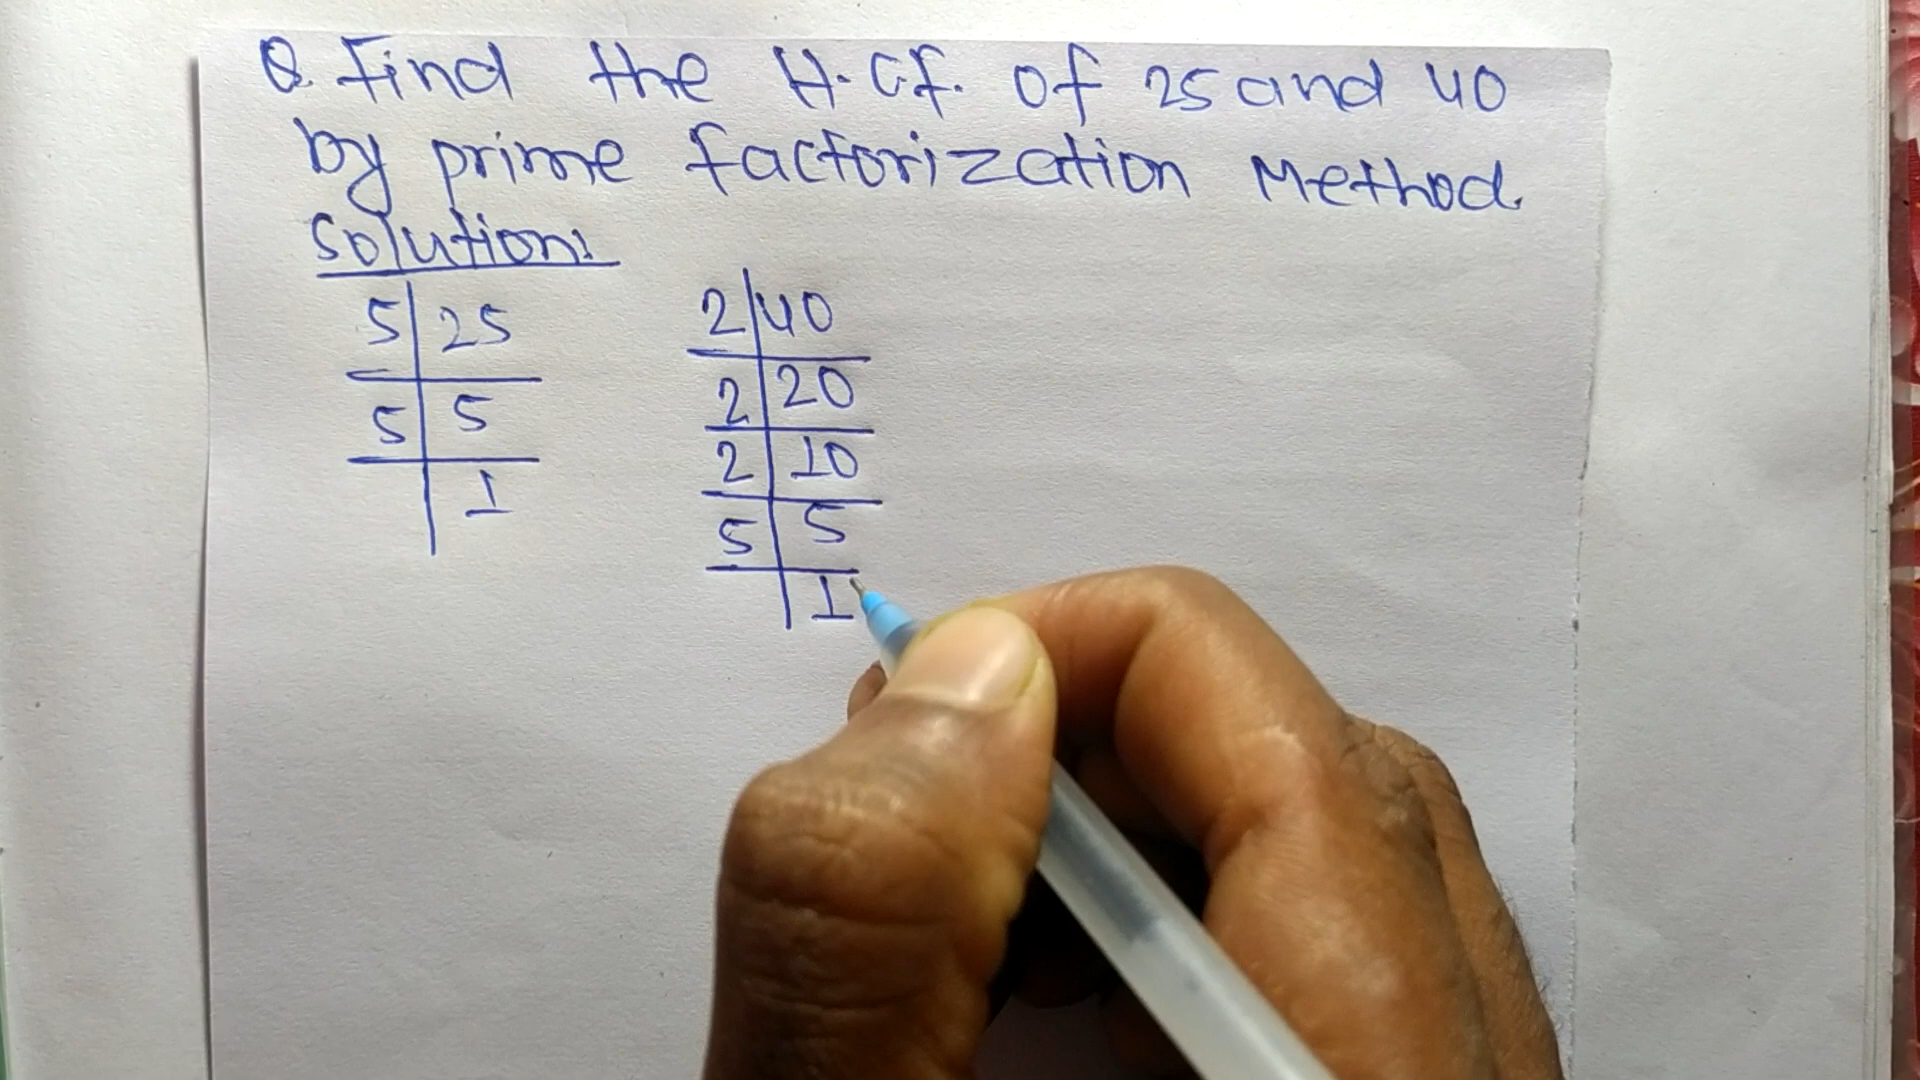 Q. Find the H.C.F. of 25 and 40
by prime factorization Method.
Solution:
5 | 25
5 | 5
1
2 | 40
2 | 20
2 | 10
5 | 5
1